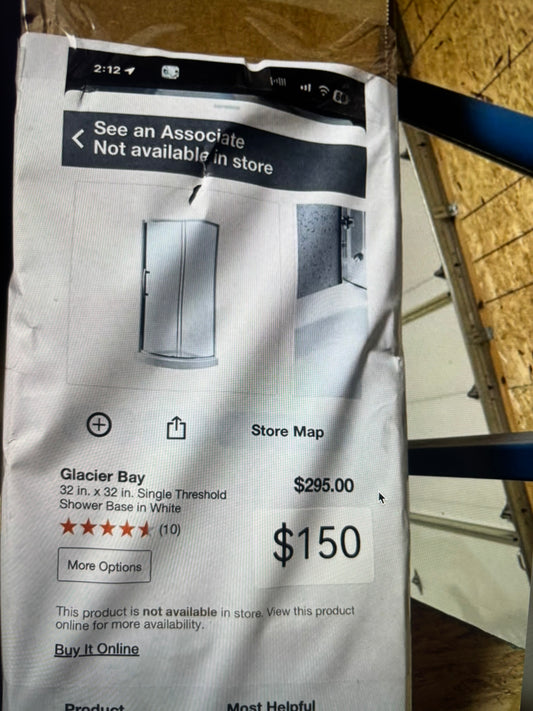 2:12
See an Associate
Not available in store
Store Map
Glacier Bay
32 in. x 32 in. Single Threshold
Shower Base in White
$295.00
(10)
$150
More Options
This product is not available in store. View this product
online for more availability.
Buy It Online
Product
Most Helpful